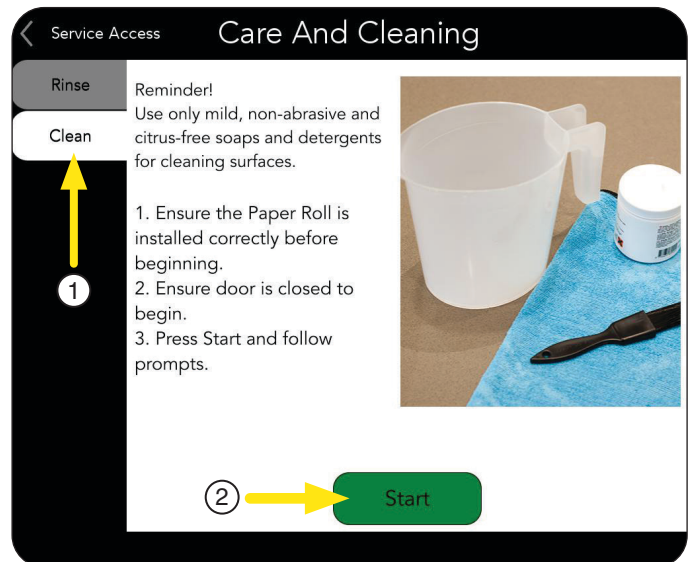 Service Access
Care And Cleaning
Rinse
Clean
Reminder!
Use only mild, non-abrasive and
citrus-free soaps and detergents
for cleaning surfaces.
1. Ensure the Paper Roll is
installed correctly before
beginning.
2. Ensure door is closed to
begin.
3. Press Start and follow
prompts.
1
2
Start